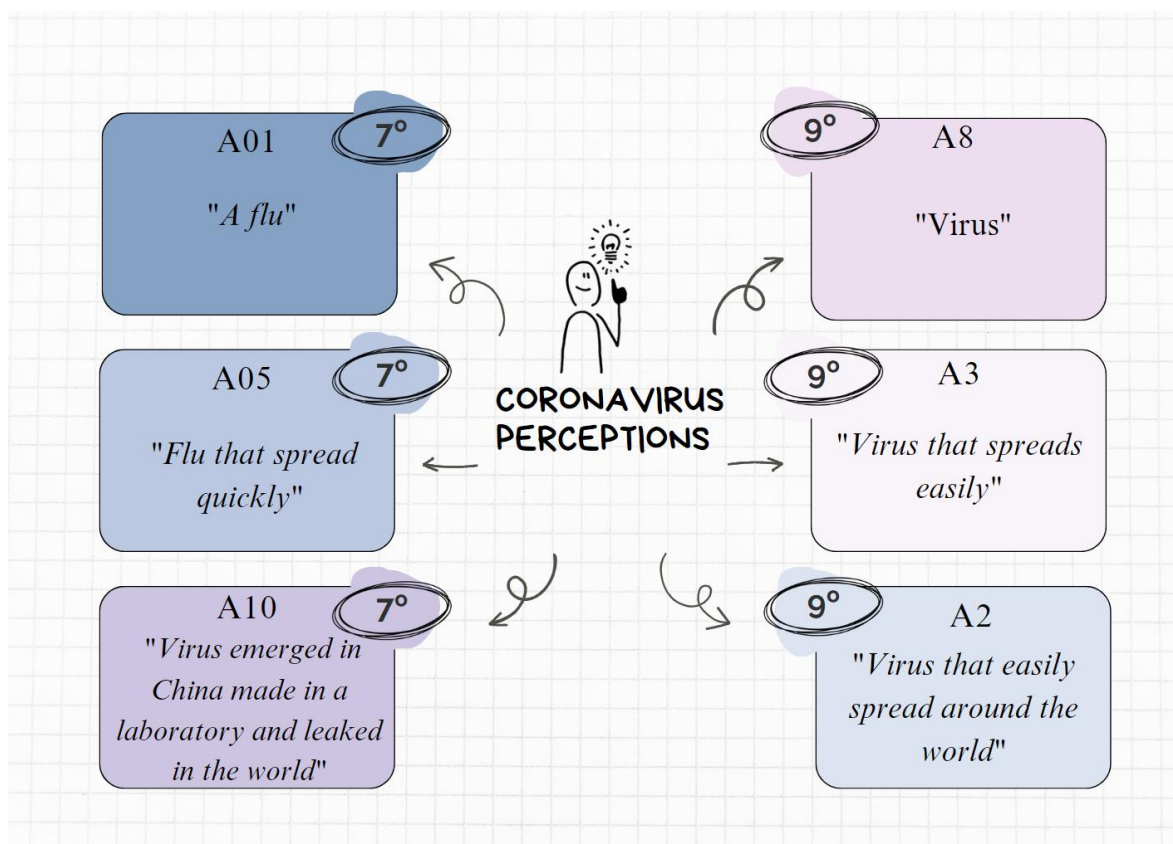 A01
7º
"A flu"
A05
7º
"Flu that spread
quickly"
A10
7º
"Virus emerged in
China made in a
laboratory and leaked
in the world"
CORONAVIRUS
PERCEPTIONS
9º
A8
"Virus"
9º
A3
"Virus that spreads
easily"
9º
A2
"Virus that easily
spread around the
world"